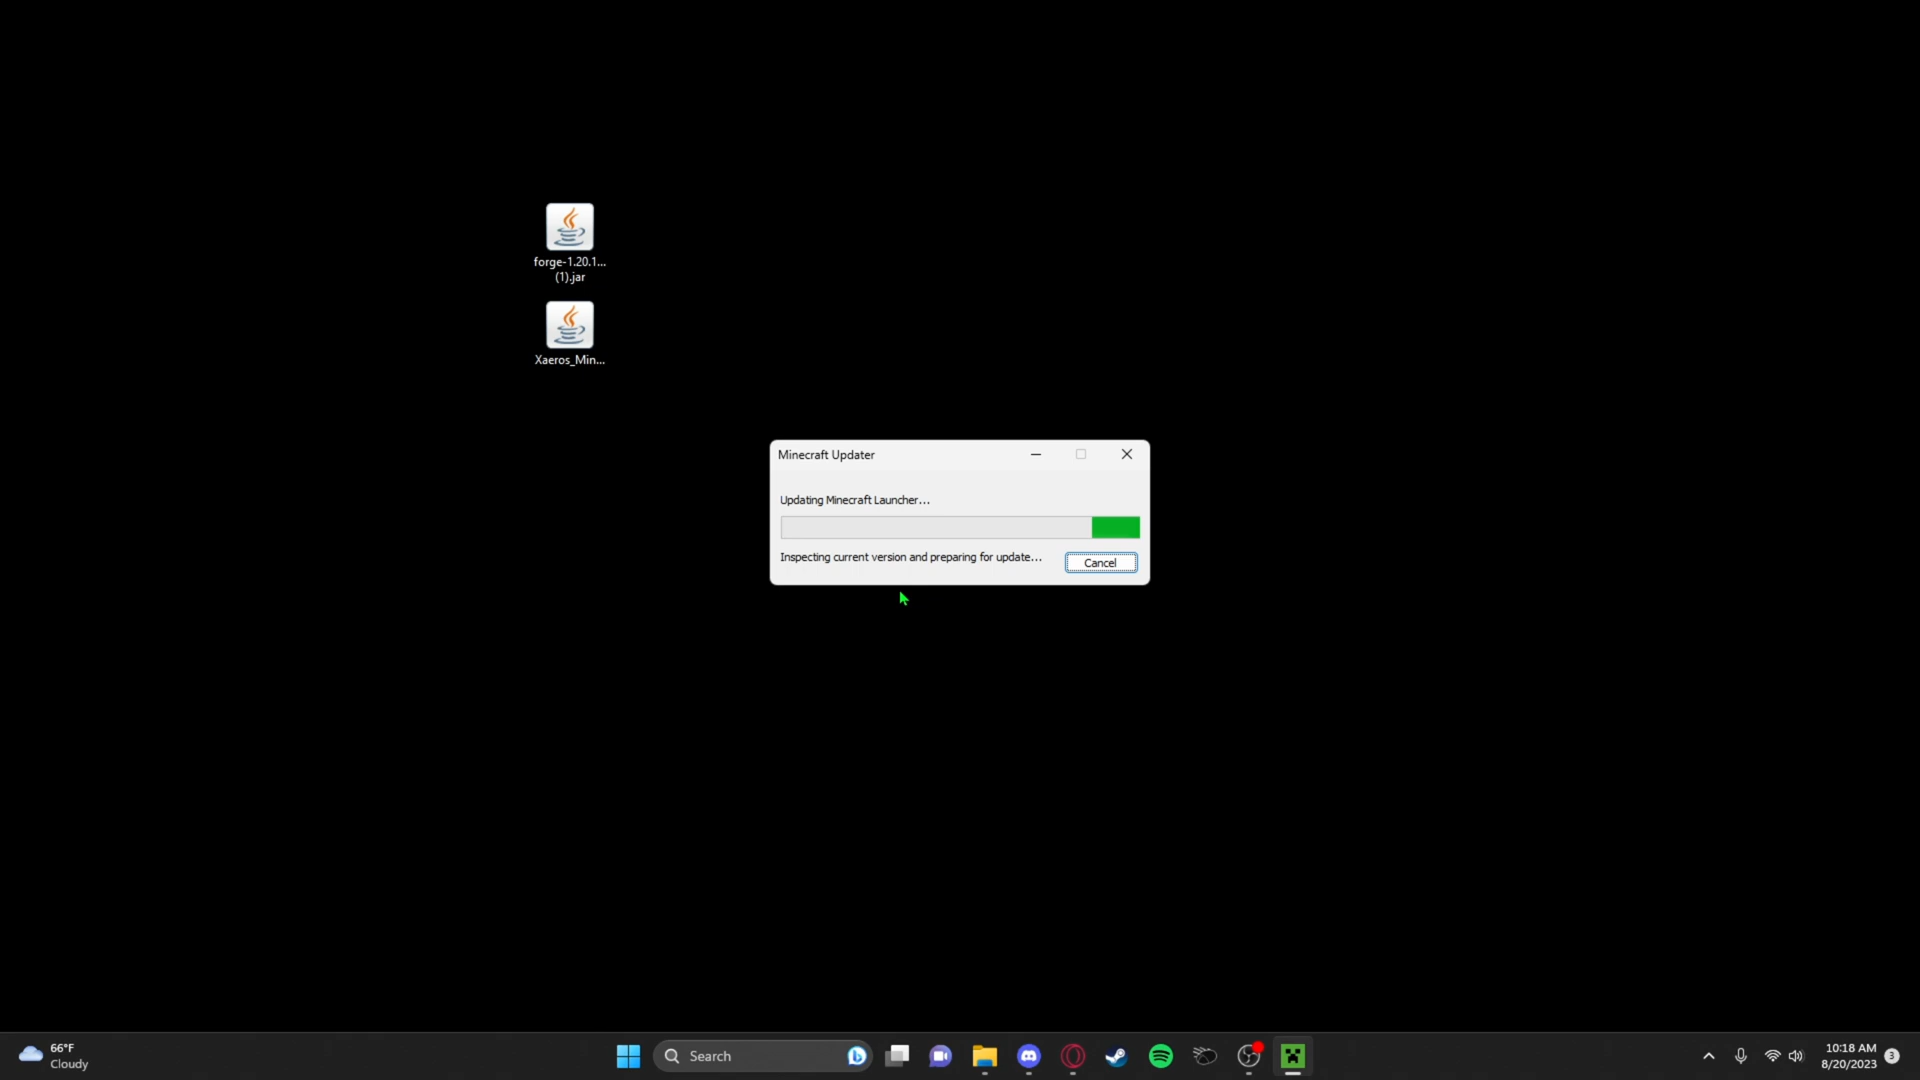 forge-1.20.1...
(1).jar
Xaeros_Min...
Minecraft Updater
Updating Minecraft Launcher...
Inspecting current version and preparing for update...
Cancel
66°F
Cloudy
Search
10:18 AM
8/20/2023
3